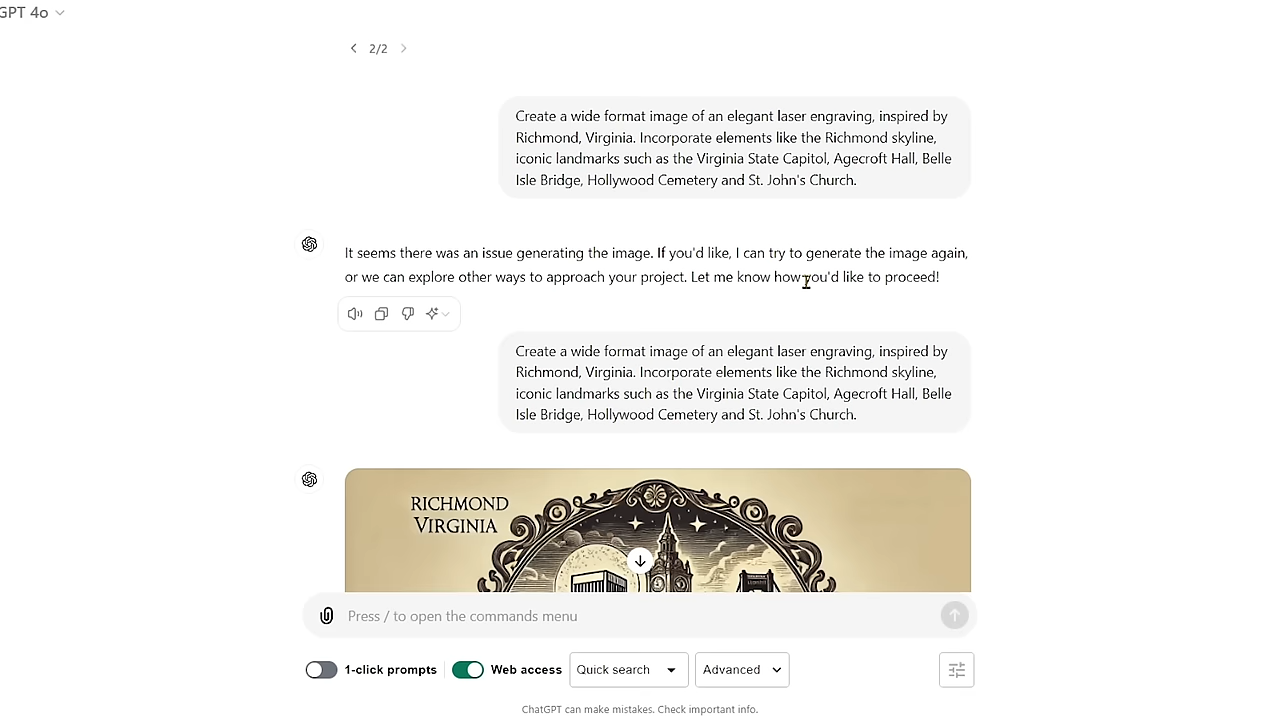 GPT 4o
2/2
Create a wide format image of an elegant laser engraving, inspired by
Richmond, Virginia. Incorporate elements like the Richmond skyline,
iconic landmarks such as the Virginia State Capitol, Agecroft Hall, Belle
Isle Bridge, Hollywood Cemetery and St. John's Church.
It seems there was an issue generating the image. If you'd like, I can try to generate the image again,
or we can explore other ways to approach your project. Let me know how you'd like to proceed!
Create a wide format image of an elegant laser engraving, inspired by
Richmond, Virginia. Incorporate elements like the Richmond skyline,
iconic landmarks such as the Virginia State Capitol, Agecroft Hall, Belle
Isle Bridge, Hollywood Cemetery and St. John's Church.
RICHMOND
VIRGINIA
Press / to open the commands menu
1-click prompts Web access Quick search Advanced
ChatGPT can make mistakes. Check important info.